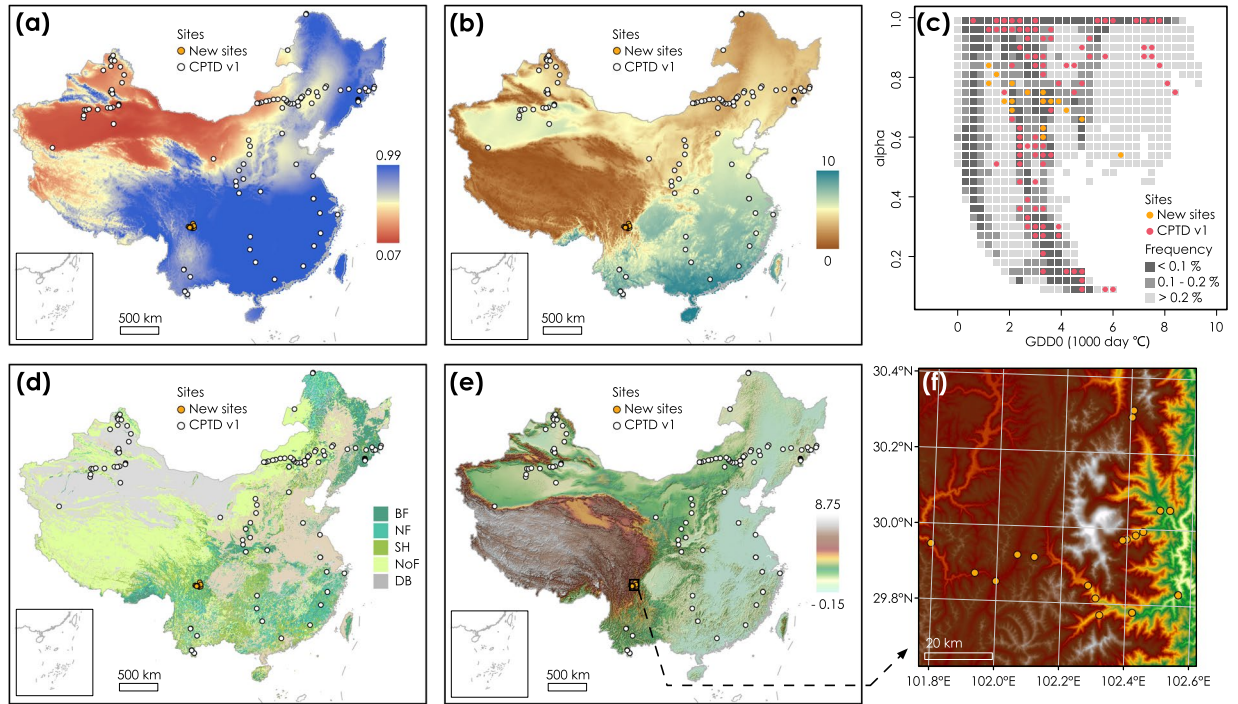 (a)
Sites
New sites
CPTD v1
0.99
0.07
500 km
(b)
Sites
New sites
CPTD v1
10
0
500 km
(c)
alpha
1.0
0.8
0.6
0.4
0.2
Sites
New sites
CPTD v1
Frequency
< 0.1 %
0.1 - 0.2 %
> 0.2 %
0 2 4 6 8 10
GDD0 (1000 day ℃)
(d)
Sites
New sites
CPTD v1
BF
NF
SH
NoF
DB
500 km
(e)
Sites
New sites
CPTD v1
8.75
- 0.15
500 km
(f)
30.4°N
30.2°N
30.0°N
29.8°N
20 km
101.8°E 102.0°E 102.2°E 102.4°E 102.6°E